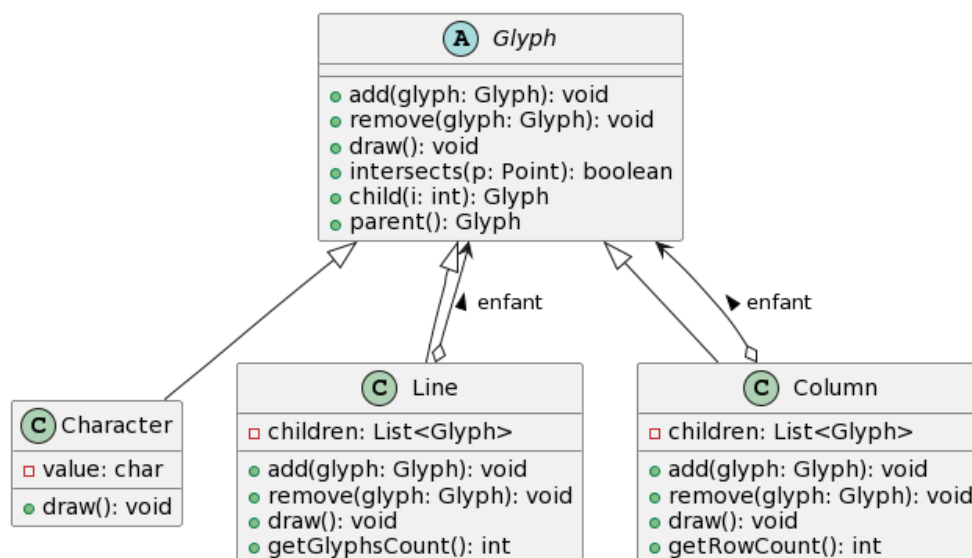 A Glyph
add(glyph: Glyph): void
remove(glyph: Glyph): void
draw(): void
intersects(p: Point): boolean
child(i: int): Glyph
parent(): Glyph
enfant
enfant
C Character
value: char
draw(): void
C Line
children: List<Glyph>
add(glyph: Glyph): void
remove(glyph: Glyph): void
draw(): void
getGlyphsCount(): int
C Column
children: List<Glyph>
add(glyph: Glyph): void
remove(glyph: Glyph): void
draw(): void
getRowCount(): int